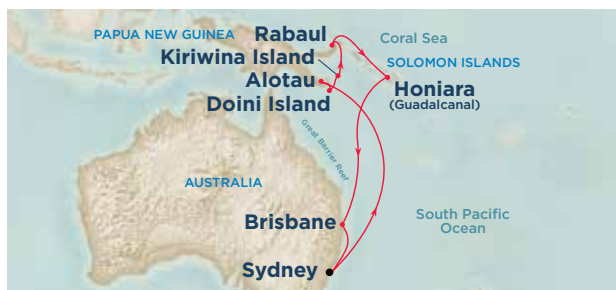 PAPUA NEW GUINEA
Rabaul
Coral Sea
Kiriwina Island
SOLOMON ISLANDS
Alotau
Honiara
(Guadalcanal)
Doini Island
Great Barrier Reef
AUSTRALIA
Brisbane
South Pacific
Ocean
Sydney